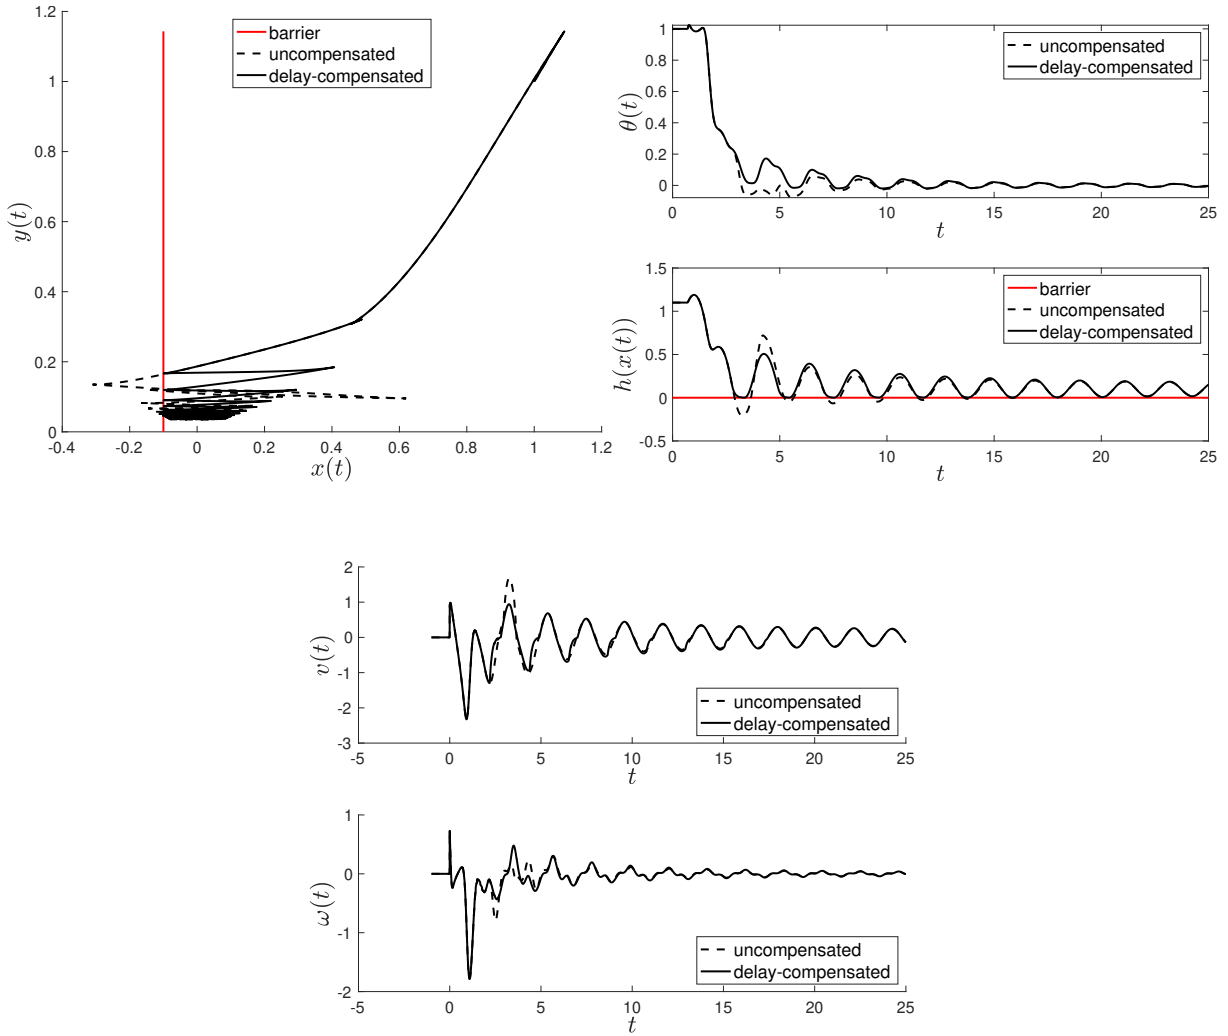 1.2
1
0.8
0.6
0.4
0.2
0
y(t)
-0.4 -0.2 0 0.2 0.4 0.6 0.8 1 1.2
x(t)
barrier
uncompensated
delay-compensated
1
0.8
0.6
0.4
0.2
0
θ(t)
0 5 10 15 20 25
t
uncompensated
delay-compensated
1.5
1
0.5
0
-0.5
h(x(t))
0 5 10 15 20 25
t
barrier
uncompensated
delay-compensated
2
1
0
-1
-2
-3
v(t)
-5 0 5 10 15 20 25
t
uncompensated
delay-compensated
1
0
-1
-2
ω(t)
-5 0 5 10 15 20 25
t
uncompensated
delay-compensated